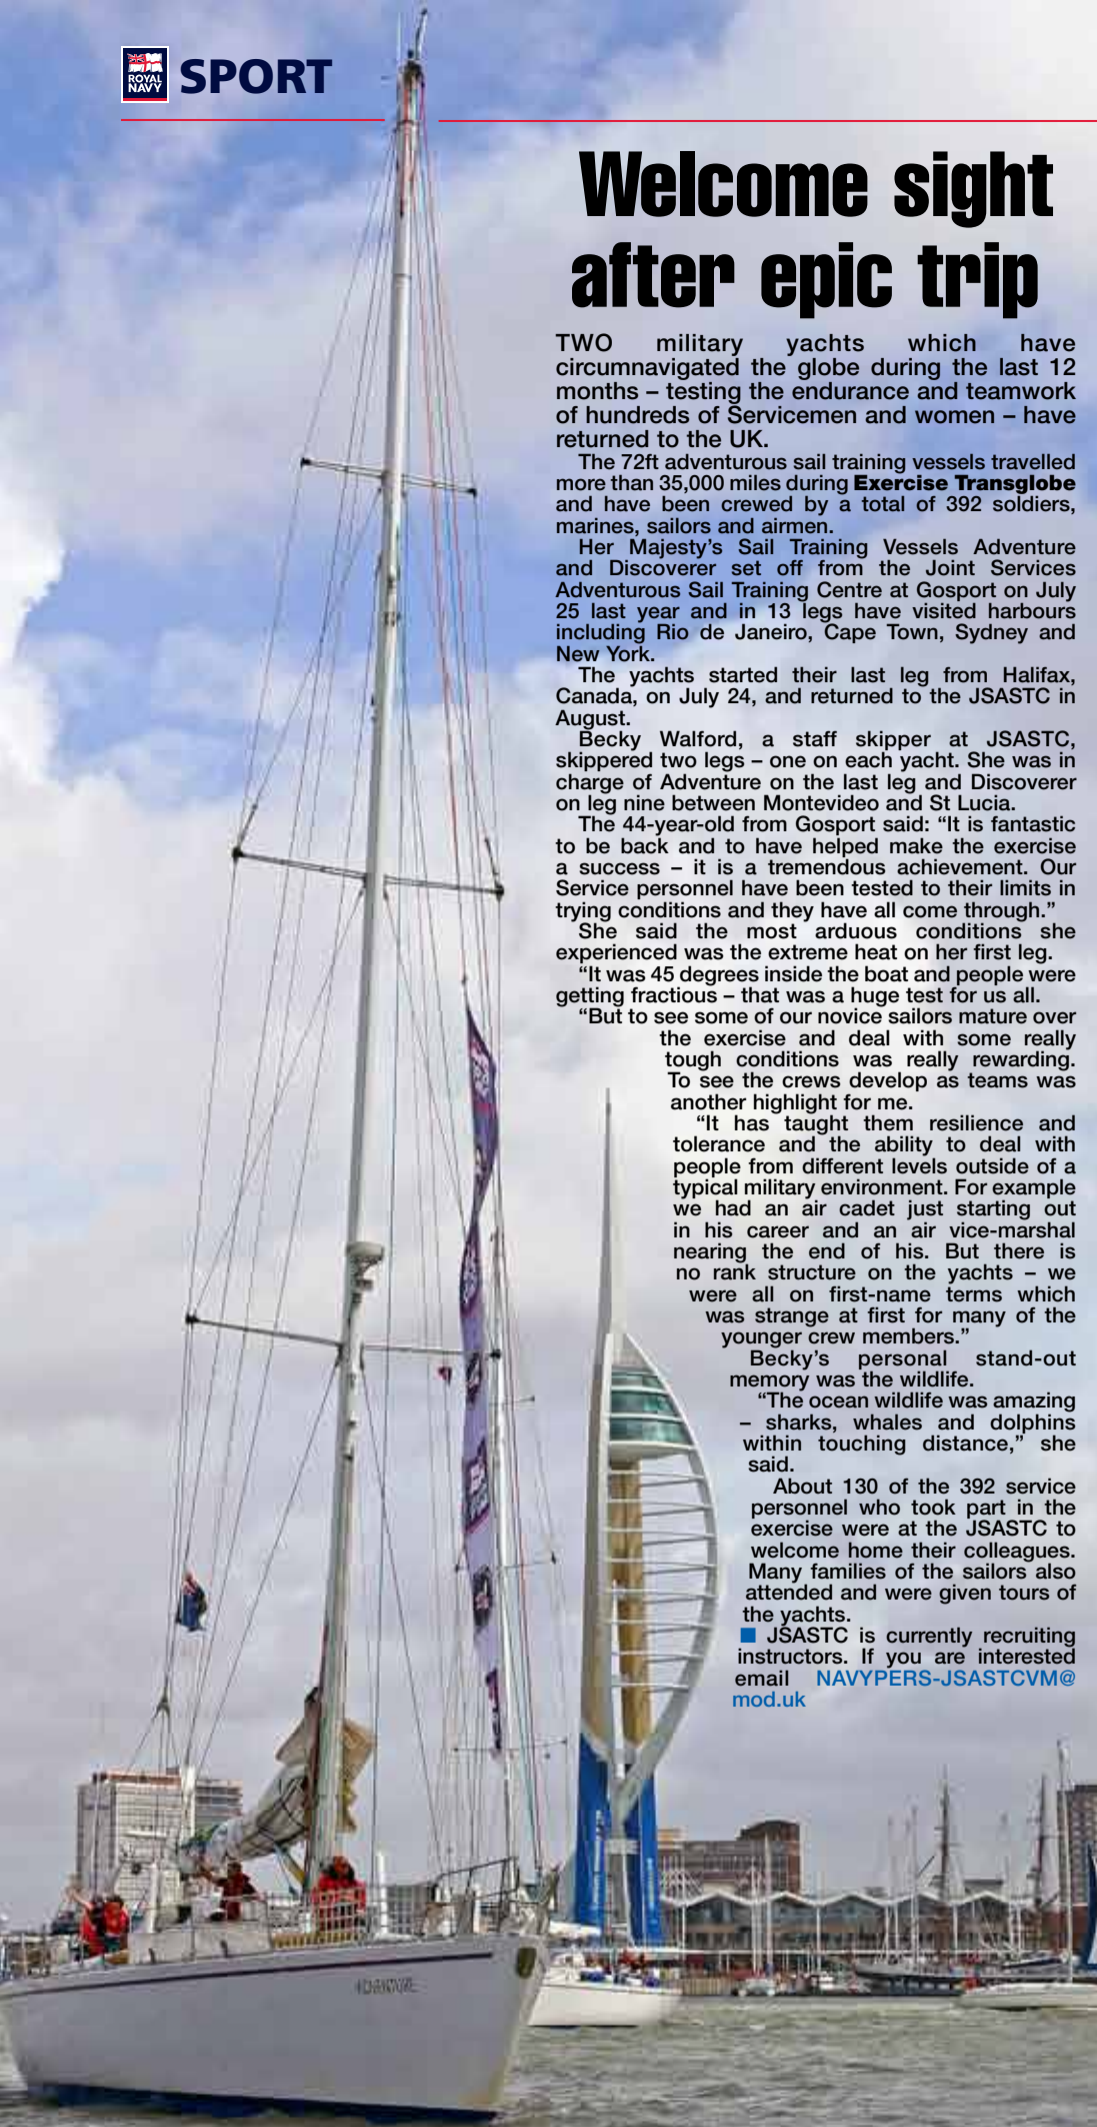 ROYAL
NAVY
SPORT
Welcome sight
after epic trip
TWO military yachts which have
circumnavigated the globe during the last 12
months – testing the endurance and teamwork
of hundreds of Servicemen and women – have
returned to the UK.
The 72ft adventurous sail training vessels travelled
more than 35,000 miles during Exercise Transglobe
and have been crewed by a total of 392 soldiers,
marines, sailors and airmen.
Her Majesty's Sail Training Vessels Adventure
and Discoverer set off from the Joint Services
Adventurous Sail Training Centre at Gosport on July
25 last year and in 13 legs have visited harbours
including Rio de Janeiro, Cape Town, Sydney and
New York.
The yachts started their last leg from Halifax,
Canada, on July 24, and returned to the JSASTC in
August.
Becky Walford, a staff skipper at JSASTC,
skippered two legs – one on each yacht. She was in
charge of Adventure on the last leg and Discoverer
on leg nine between Montevideo and St Lucia.
The 44-year-old from Gosport said: “It is fantastic
to be back and to have helped make the exercise
a success – it is a tremendous achievement. Our
Service personnel have been tested to their limits in
trying conditions and they have all come through.”
She said the most arduous conditions she
experienced was the extreme heat on her first leg.
“It was 45 degrees inside the boat and people were
getting fractious – that was a huge test for us all.
“But to see some of our novice sailors mature over
the exercise and deal with some really
tough conditions was really rewarding.
To see the crews develop as teams was
another highlight for me.
“It has taught them resilience and
tolerance and the ability to deal with
people from different levels outside of a
typical military environment. For example
we had an air cadet just starting out
in his career and an air vice-marshal
nearing the end of his. But there is
no rank structure on the yachts – we
were all on first-name terms which
was strange at first for many of the
younger crew members.”
Becky's personal stand-out
memory was the wildlife.
“The ocean wildlife was amazing
– sharks, whales and dolphins
within touching distance,” she
said.
About 130 of the 392 service
personnel who took part in the
exercise were at the JSASTC to
welcome home their colleagues.
Many families of the sailors also
attended and were given tours of
the yachts.
■ JSASTC is currently recruiting
instructors. If you are interested
email NAVYPERS-JSASTCVM@
mod.uk
ADVENTURE